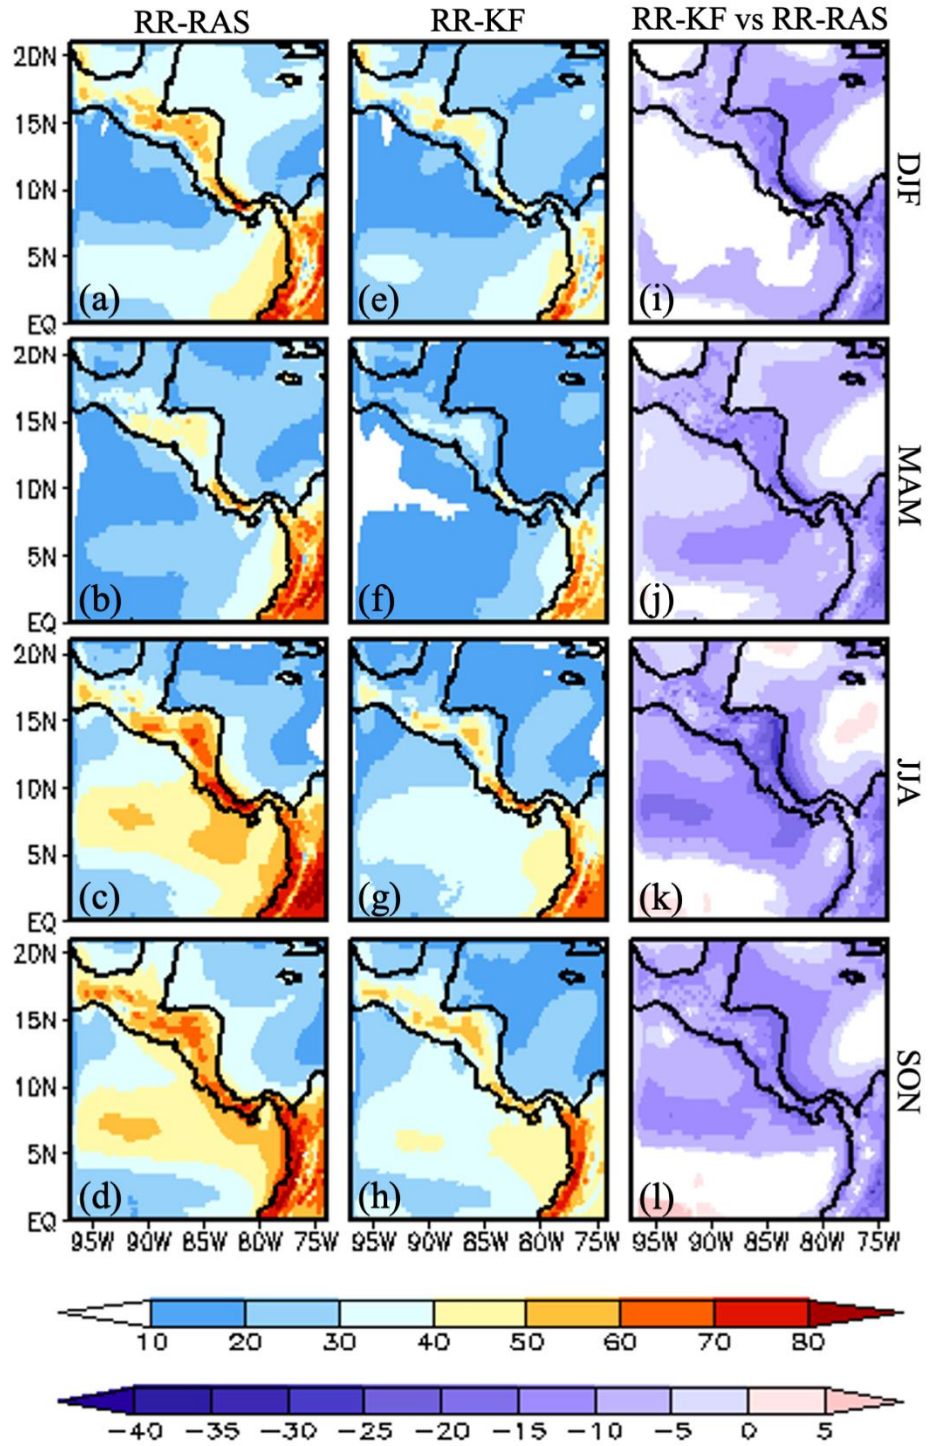 RR-RAS RR-KF RR-KF vs RR-RAS
20N
15N
10N
5N
EQ
(a) (e) (i)
DJF
20N
15N
10N
5N
EQ
(b) (f) (j)
MAM
20N
15N
10N
5N
EQ
(c) (g) (k)
JJA
20N
15N
10N
5N
EQ
(d) (h) (l)
SON
95W 90W 85W 80W 75W 95W 90W 85W 80W 75W 95W 90W 85W 80W 75W
10 20 30 40 50 60 70 80
-40 -35 -30 -25 -20 -15 -10 -5 0 5